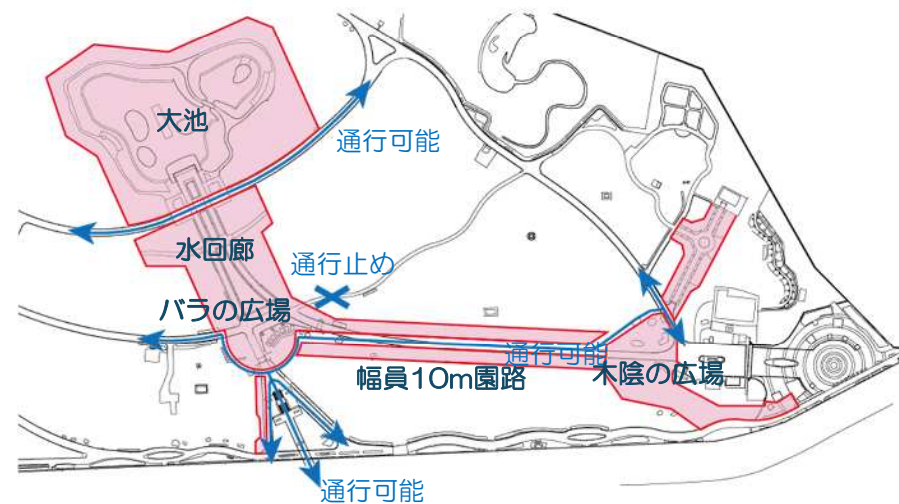 大池
通行可能
水回廊
通行止め
バラの広場
通行可能
幅員10m園路
木陰の広場
通行可能